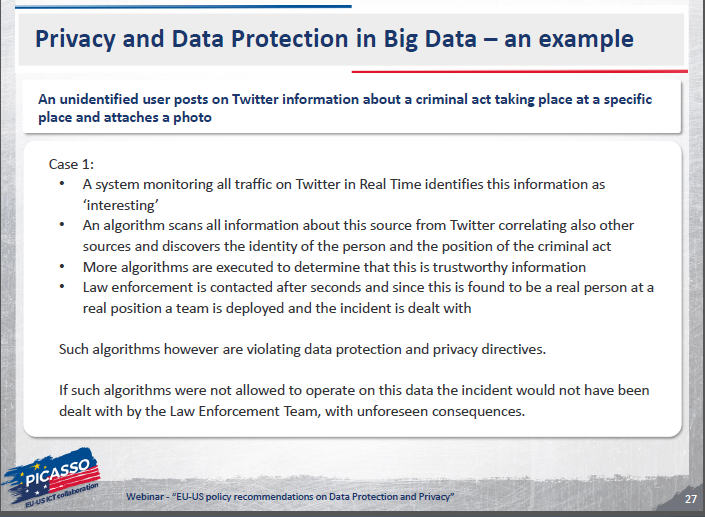 Privacy and Data Protection in Big Data – an example
An unidentified user posts on Twitter information about a criminal act taking place at a specific
place and attaches a photo
Case 1:
• A system monitoring all traffic on Twitter in Real Time identifies this information as
‘interesting’
• An algorithm scans all information about this source from Twitter correlating also other
sources and discovers the identity of the person and the position of the criminal act
• More algorithms are executed to determine that this is trustworthy information
• Law enforcement is contacted after seconds and since this is found to be a real person at a
real position a team is deployed and the incident is dealt with
Such algorithms however are violating data protection and privacy directives.
If such algorithms were not allowed to operate on this data the incident would not have been
dealt with by the Law Enforcement Team, with unforeseen consequences.
PICASSO
EU-US ICT collaboration
Webinar - “EU-US policy recommendations on Data Protection and Privacy”
27